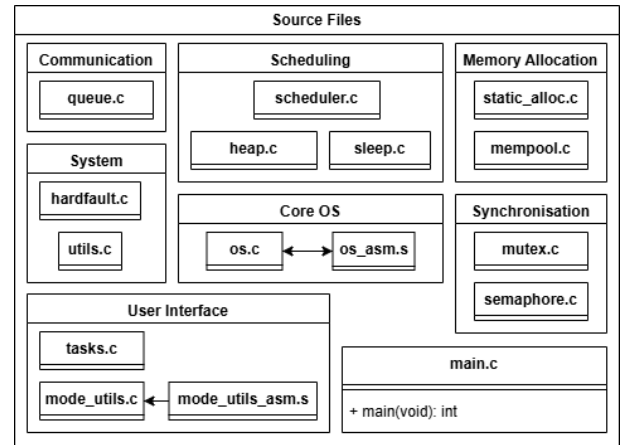 Source Files
Communication
queue.c
Scheduling
scheduler.c
heap.c
sleep.c
Memory Allocation
static_alloc.c
mempool.c
System
hardfault.c
utils.c
Core OS
os.c
os_asm.s
Synchronisation
mutex.c
semaphore.c
User Interface
tasks.c
mode_utils.c
mode_utils_asm.s
main.c
+ main(void): int